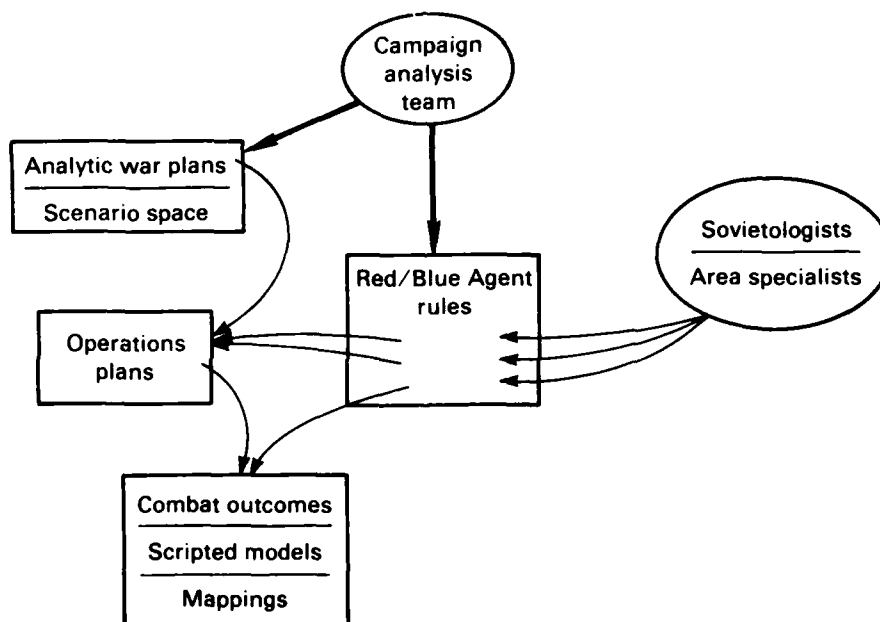 Campaign
analysis
team
Analytic war plans
Scenario space
Sovietologists
Area specialists
Red/Blue Agent
rules
Operations
plans
Combat outcomes
Scripted models
Mappings